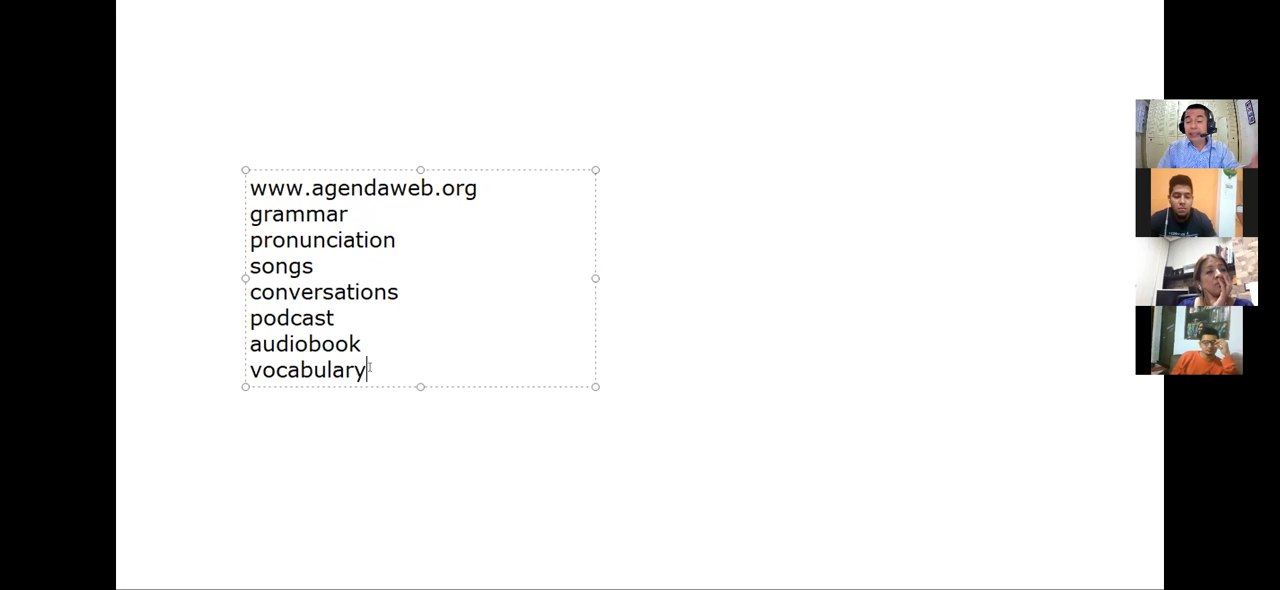 www.agendaweb.org
grammar
pronunciation
songs
conversations
podcast
audiobook
vocabulary